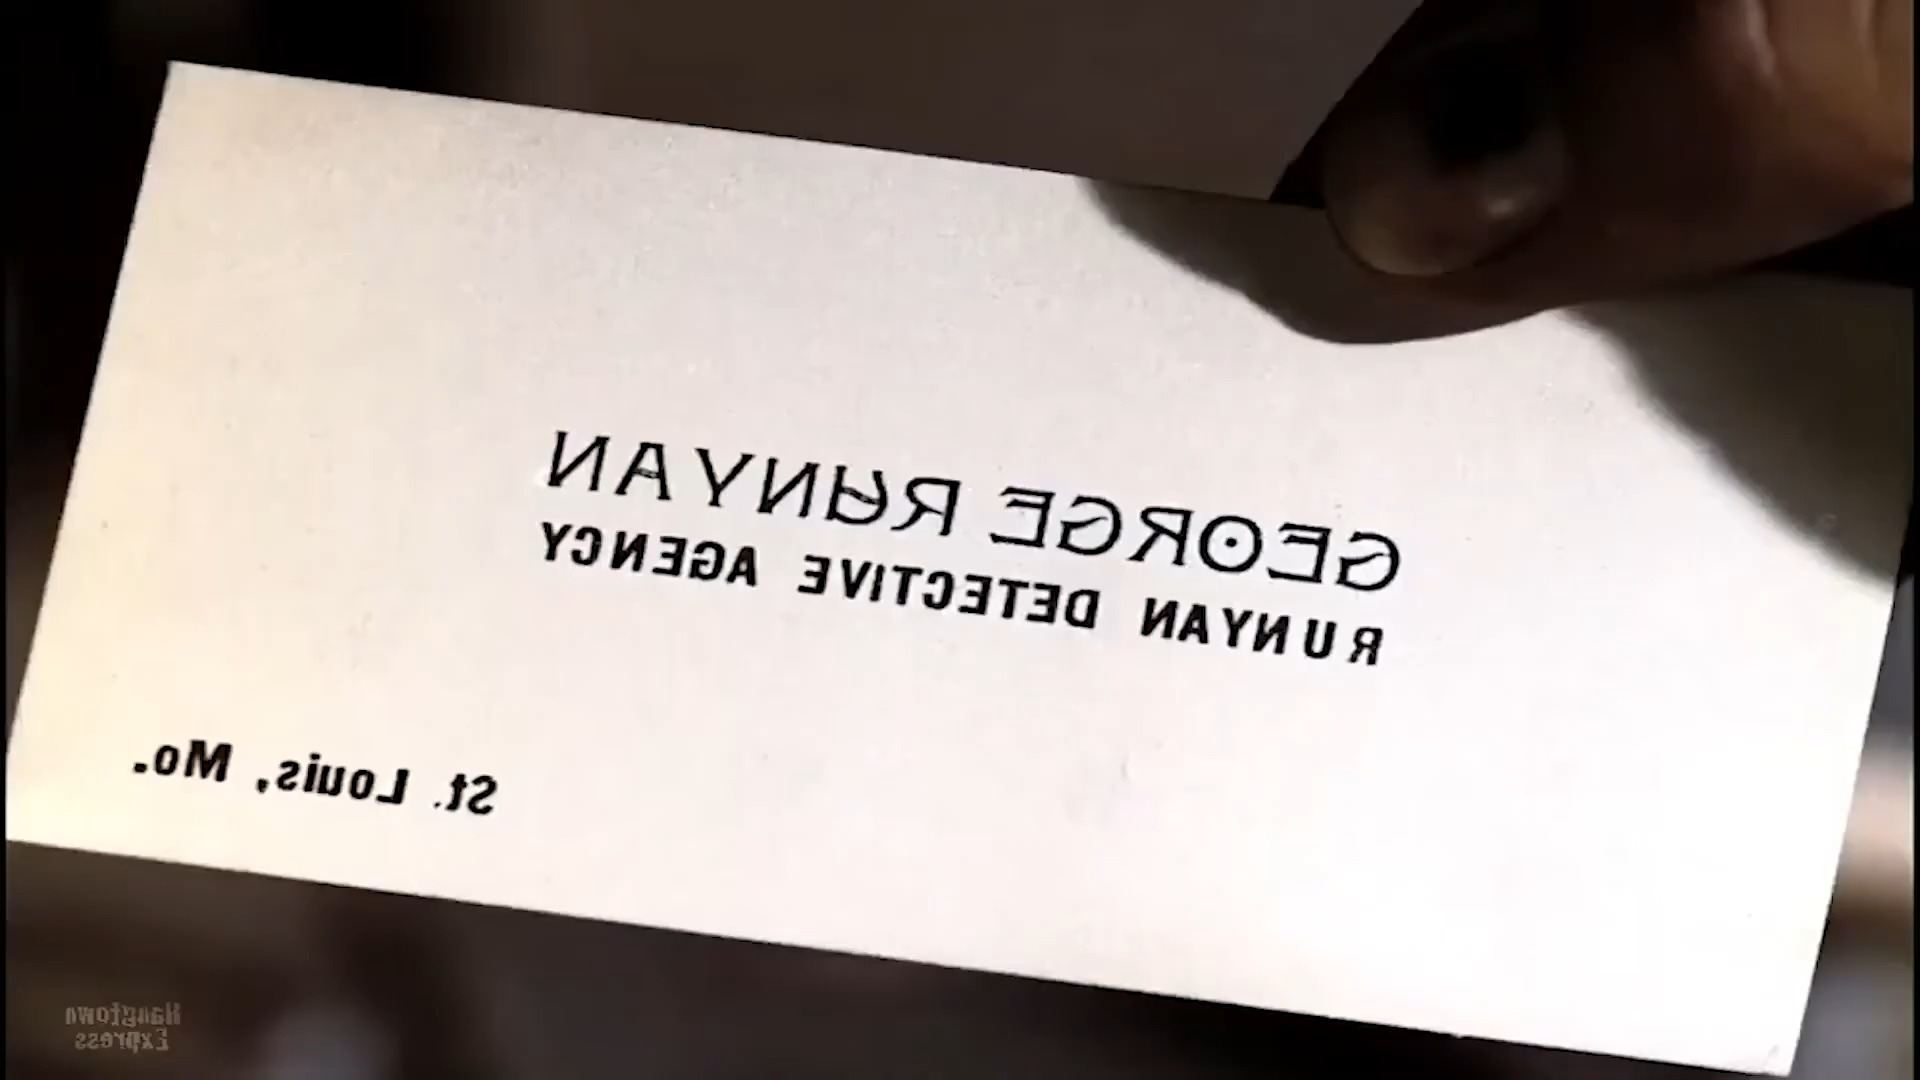 GEORGE RUNYAN
RUNYAN DETECTIVE AGENCY
St. Louis, Mo.
Hangtown
Express